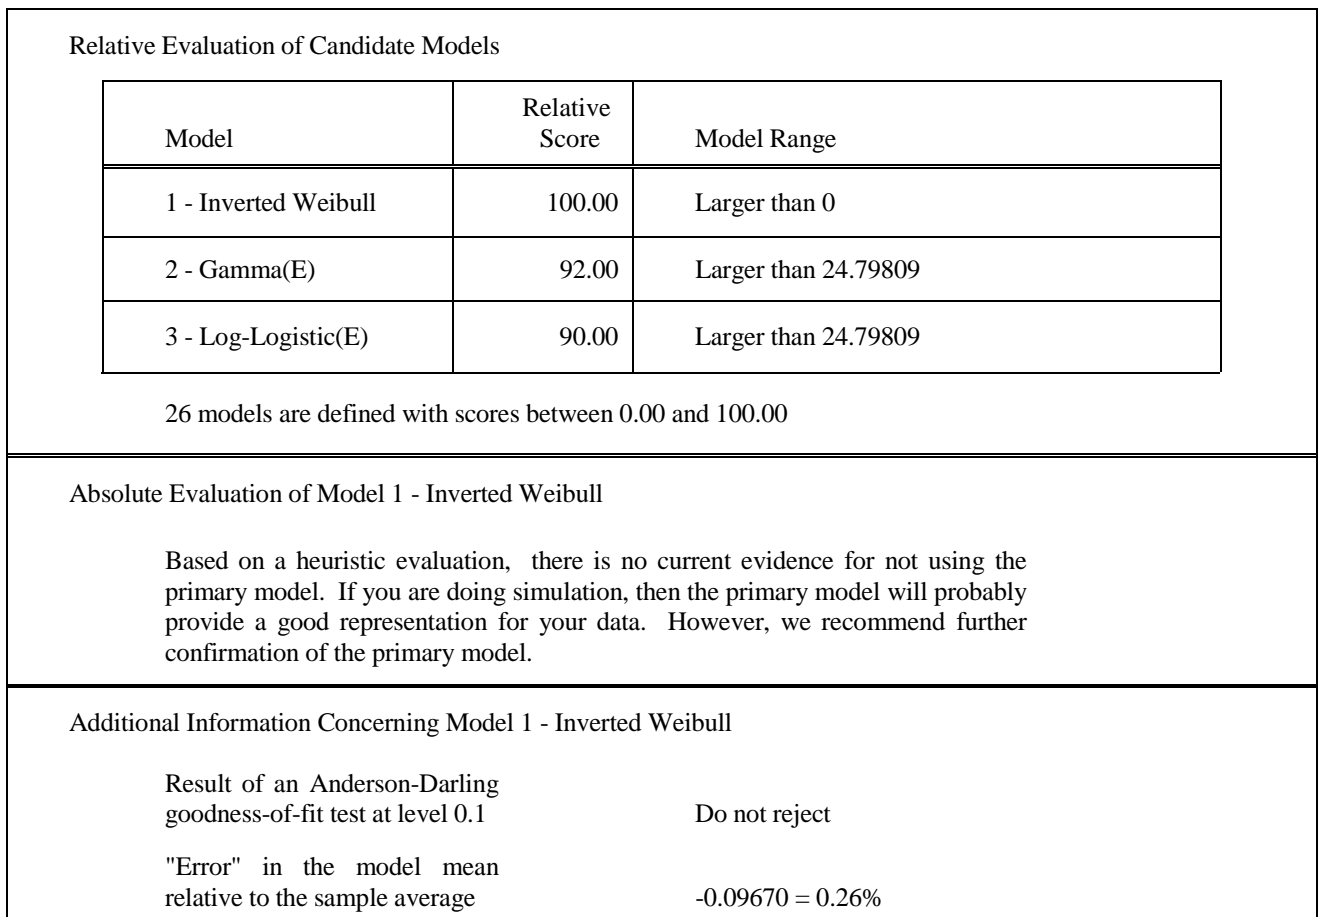 Relative Evaluation of Candidate Models
Relative
Model Score Model Range
1 - Inverted Weibull 100.00 Larger than 0
2 - Gamma(E) 92.00 Larger than 24.79809
3 - Log-Logistic(E) 90.00 Larger than 24.79809
26 models are defined with scores between 0.00 and 100.00
Absolute Evaluation of Model 1 - Inverted Weibull
Based on a heuristic evaluation, there is no current evidence for not using the
primary model. If you are doing simulation, then the primary model will probably
provide a good representation for your data. However, we recommend further
confirmation of the primary model.
Additional Information Concerning Model 1 - Inverted Weibull
Result of an Anderson-Darling
goodness-of-fit test at level 0.1 Do not reject
"Error" in the model mean
relative to the sample average -0.09670 = 0.26%